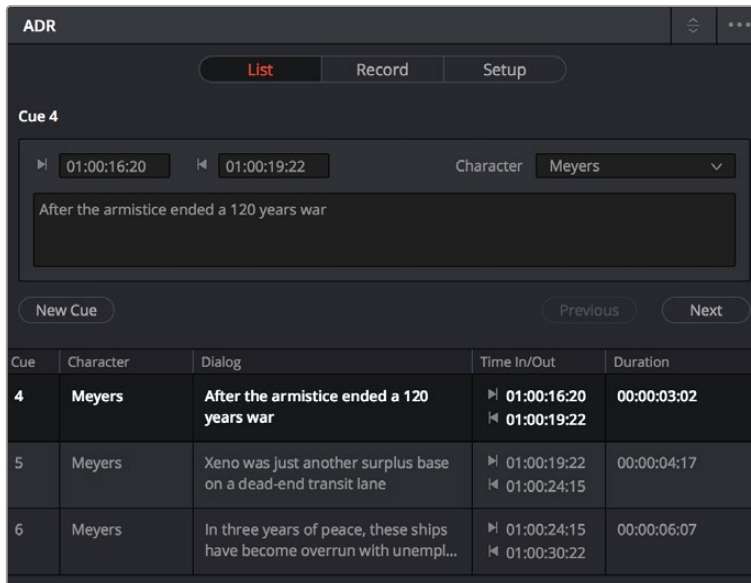 ADR
List Record Setup
Cue 4
01:00:16:20 01:00:19:22 Character Meyers
After the armistice ended a 120 years war
New Cue Previous Next
Cue Character Dialog Time In/Out Duration
4 Meyers After the armistice ended a 120 01:00:16:20 00:00:03:02
years war 01:00:19:22
5 Meyers Xeno was just another surplus base 01:00:19:22 00:00:04:17
on a dead-end transit lane 01:00:24:15
6 Meyers In three years of peace, these ships 01:00:24:15 00:00:06:07
have become overrun with unempl... 01:00:30:22